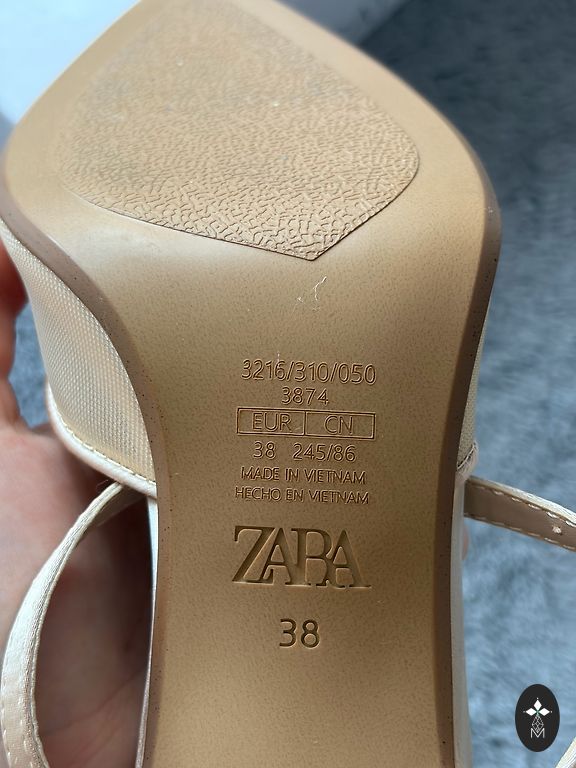 3216/310/050
3874
EUR CN
38 245/86
MADE IN VIETNAM
HECHO EN VIETNAM
ZARA
38
M